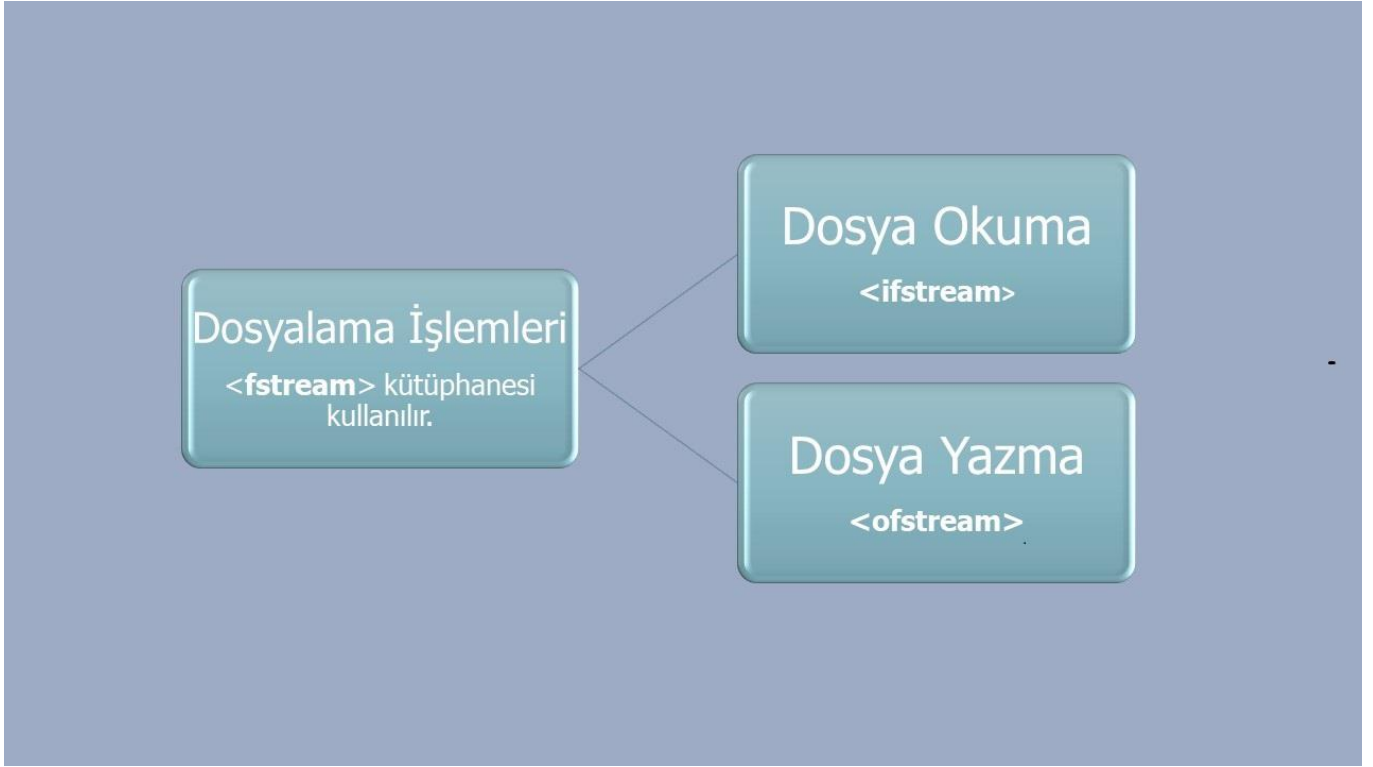 Dosyalama İşlemleri
<fstream> kütüphanesi
kullanılır.
Dosya Okuma
<ifstream>
Dosya Yazma
<ofstream>